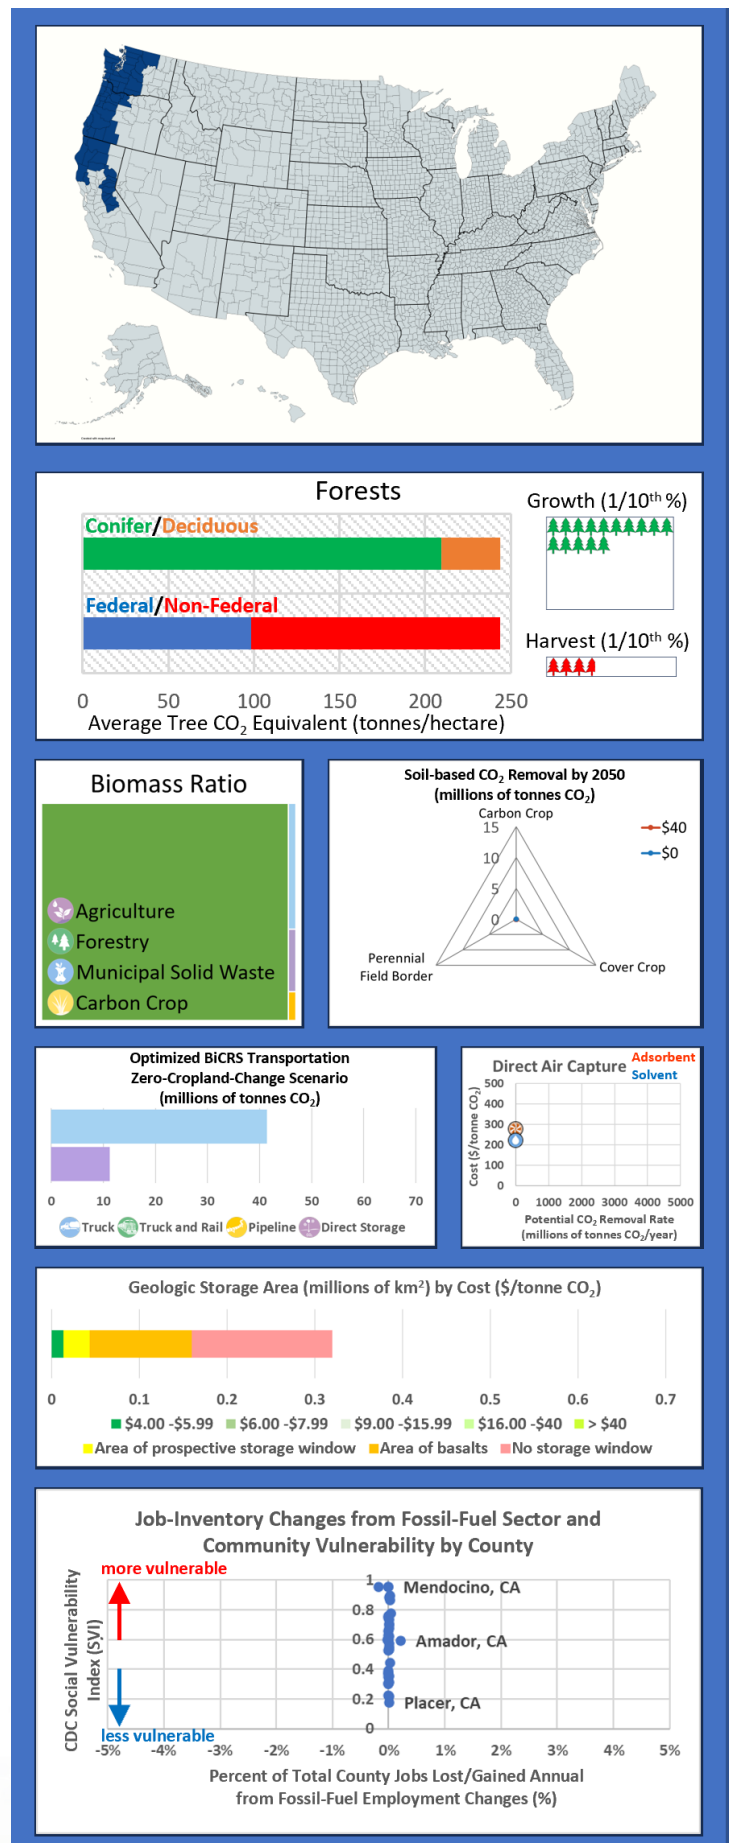 Forests
Conifer/Deciduous
Federal/Non-Federal
0 50 100 150 200 250
Average Tree CO₂ Equivalent (tonnes/hectare)
Growth (1/10th %)
Harvest (1/10th %)
Biomass Ratio
Agriculture
Forestry
Municipal Solid Waste
Carbon Crop
Soil-based CO₂ Removal by 2050
(millions of tonnes CO₂)
Carbon Crop
15
10
5
0
$40
$0
Perennial
Field Border
Cover Crop
Optimized BiCRS Transportation
Zero-Cropland-Change Scenario
(millions of tonnes CO₂)
0 10 20 30 40 50 60 70
Truck Truck and Rail Pipeline Direct Storage
Direct Air Capture
Adsorbent
Solvent
Cost ($/tonne CO₂)
500
400
300
200
100
0
0 1000 2000 3000 4000 5000
Potential CO₂ Removal Rate
(millions of tonnes CO₂/year)
Geologic Storage Area (millions of km²) by Cost ($/tonne CO₂)
0 0.1 0.2 0.3 0.4 0.5 0.6 0.7
$4.00 -$5.99 $6.00 -$7.99 $9.00 -$15.99 $16.00 -$40 > $40
Area of prospective storage window Area of basalts No storage window
Job-Inventory Changes from Fossil-Fuel Sector and
Community Vulnerability by County
more vulnerable
less vulnerable
CDC Social Vulnerability
Index (SVI)
1
0.8
0.6
0.4
0.2
0
Mendocino, CA
Amador, CA
Placer, CA
-5% -4% -3% -2% -1% 0% 1% 2% 3% 4% 5%
Percent of Total County Jobs Lost/Gained Annual
from Fossil-Fuel Employment Changes (%)